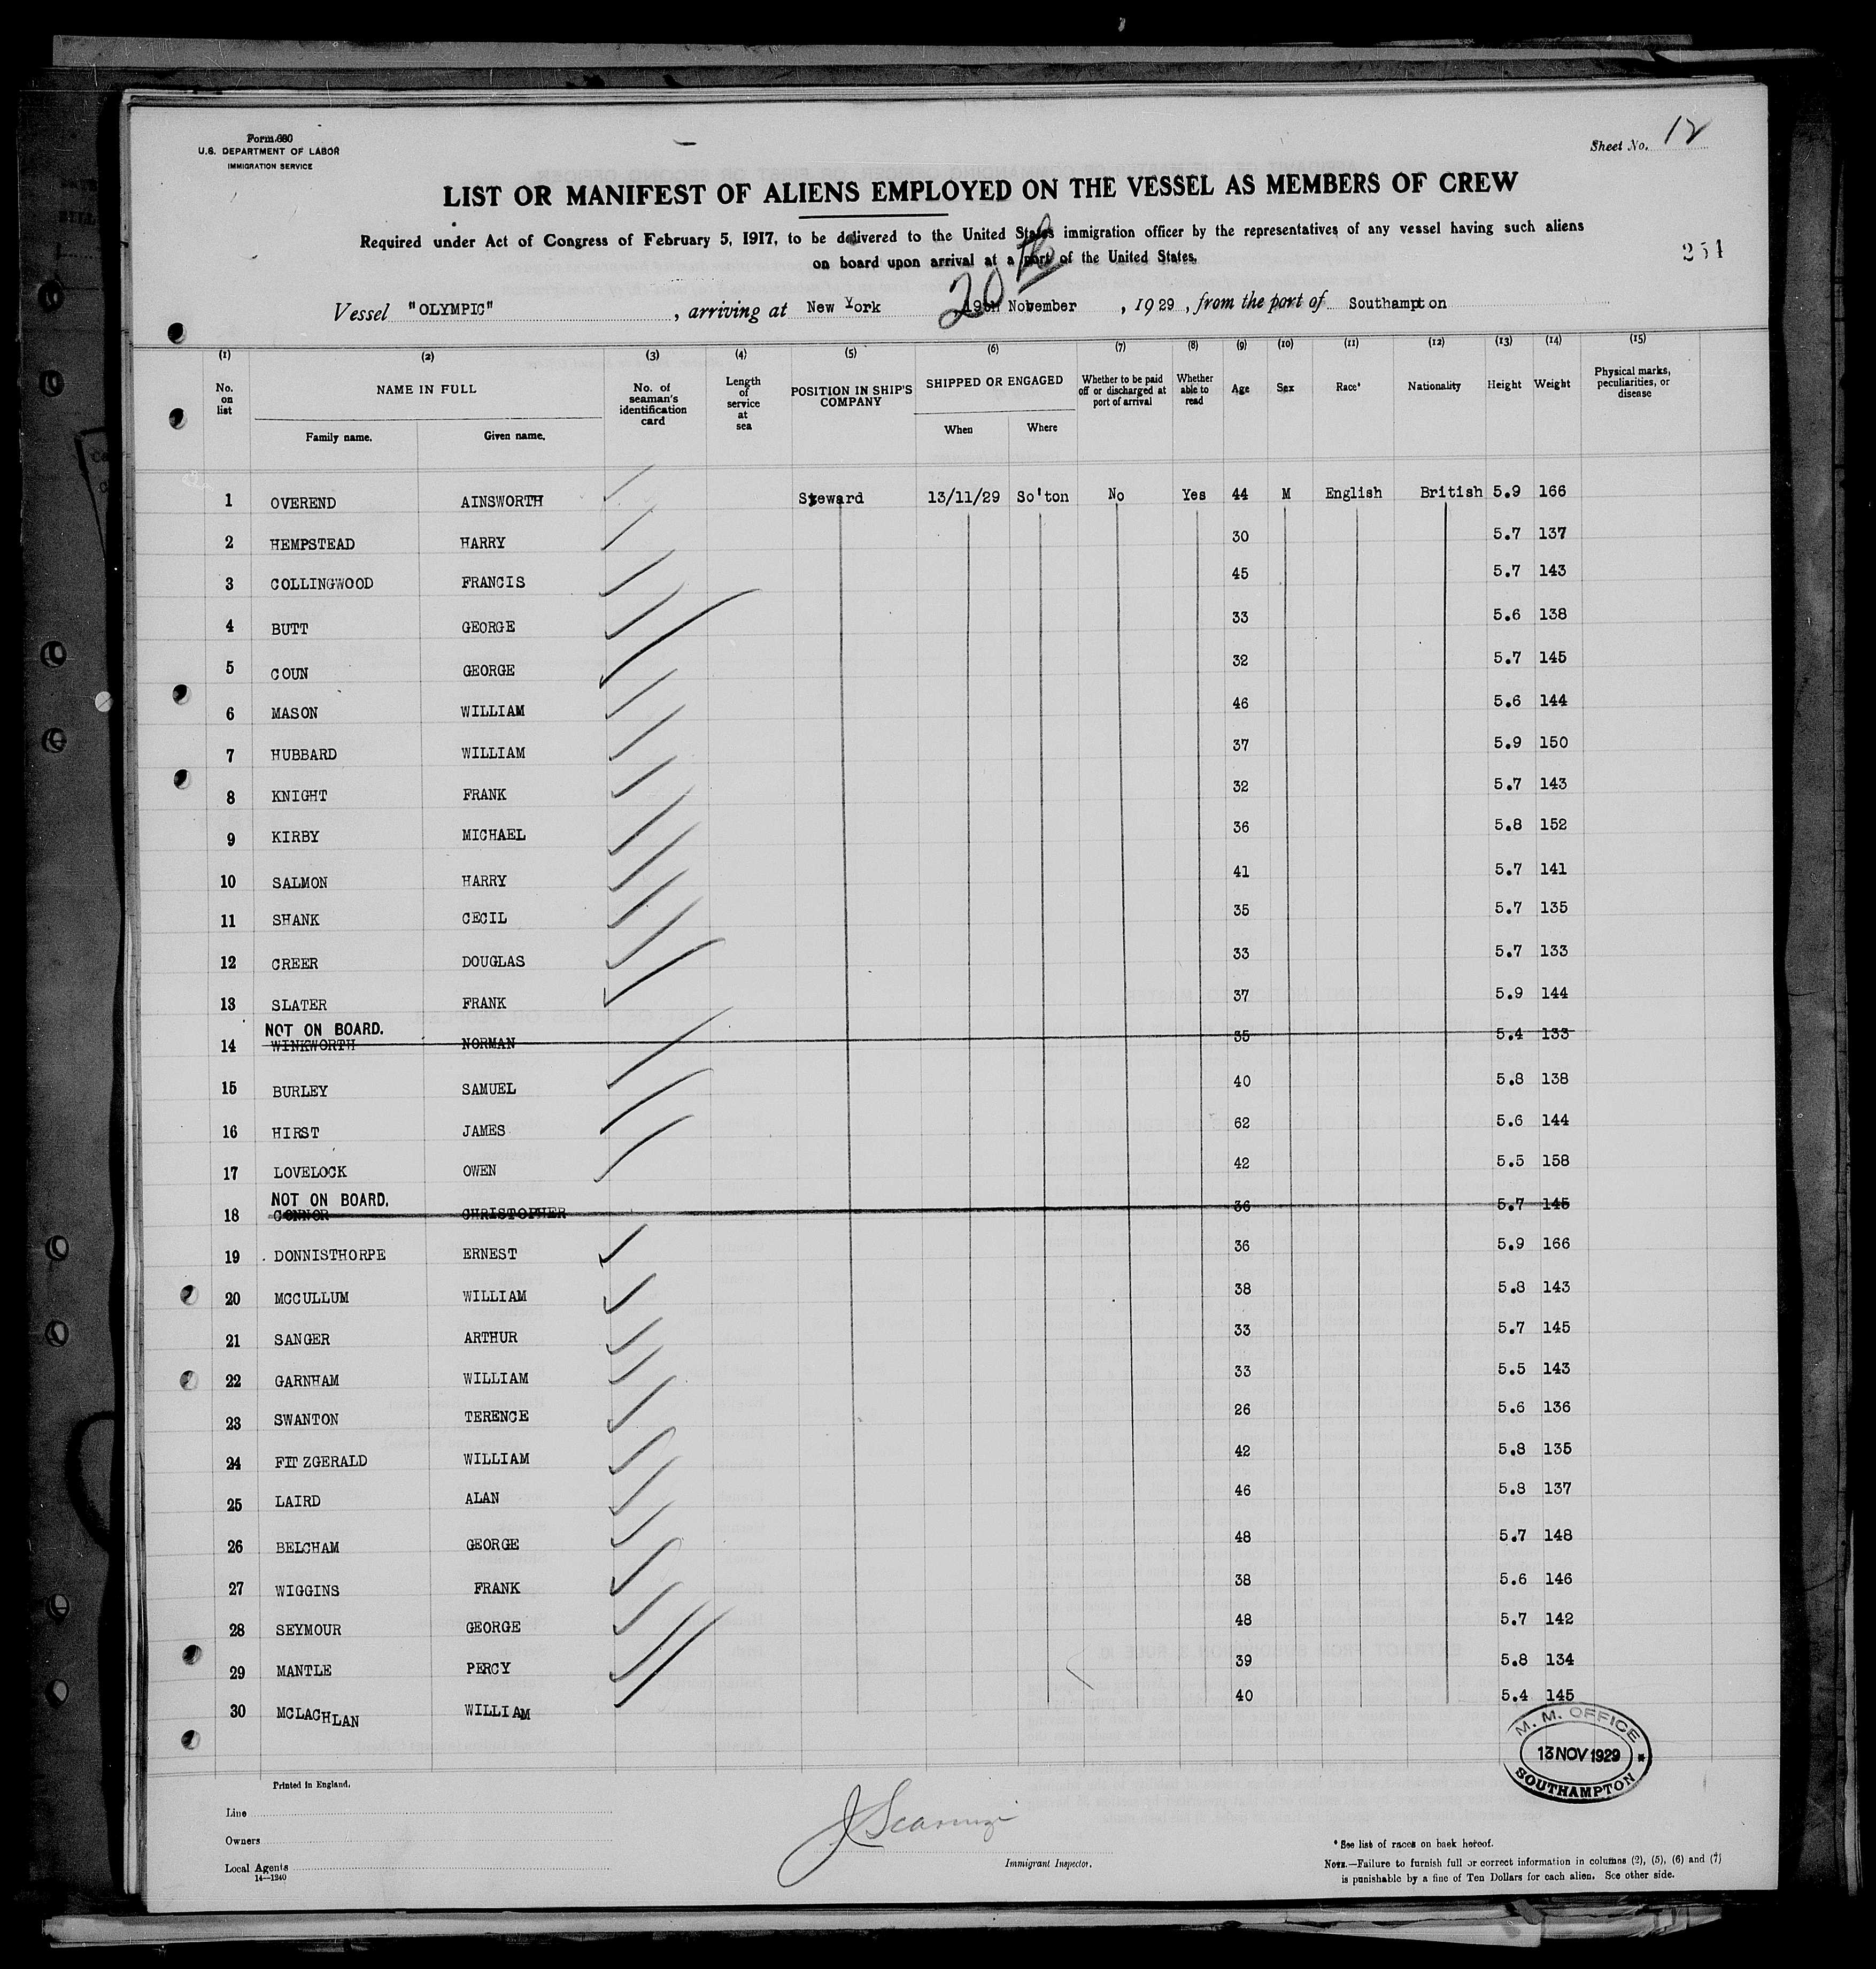 Form 680
U.S. DEPARTMENT OF LABOR
IMMIGRATION SERVICE
Sheet No. 12
LIST OR MANIFEST OF ALIENS EMPLOYED ON THE VESSEL AS MEMBERS OF CREW
Required under Act of Congress of February 5, 1917, to be delivered to the United States immigration officer by the representatives of any vessel having such aliens
on board upon arrival at a port of the United States.
251
20th
Vessel "OLYMPIC" , arriving at New York 19th November , 1929 , from the port of Southampton
(1) (2) (3) (4) (5) (6) (7) (8) (9) (10) (11) (12) (13) (14) (15)
No. on list NAME IN FULL Family name. Given name. No. of seaman's identification card Length of service at sea POSITION IN SHIP'S COMPANY SHIPPED OR ENGAGED When Where Whether to be paid off or discharged at port of arrival Whether able to read Age Sex Race* Nationality Height Weight Physical marks, peculiarities, or disease
1 OVEREND AINSWORTH Steward 13/11/29 So'ton No Yes 44 M English British 5.9 166
2 HEMPSTEAD HARRY 30 5.7 137
3 COLLINGWOOD FRANCIS 45 5.7 143
4 BUTT GEORGE 33 5.6 138
5 COUN GEORGE 32 5.7 145
6 MASON WILLIAM 46 5.6 144
7 HUBBARD WILLIAM 37 5.9 150
8 KNIGHT FRANK 32 5.7 143
9 KIRBY MICHAEL 36 5.8 152
10 SALMON HARRY 41 5.7 141
11 SHANK CECIL 35 5.7 135
12 CREER DOUGLAS 33 5.7 133
13 SLATER FRANK 37 5.9 144
NOT ON BOARD.
14 WINKWORTH NORMAN 35 5.4 133
15 BURLEY SAMUEL 40 5.8 138
16 HIRST JAMES 62 5.6 144
17 LOVELOCK OWEN 42 5.5 158
NOT ON BOARD.
18 CONNOR CHRISTOPHER 36 5.7 145
19 DONNISTHORPE ERNEST 36 5.9 166
20 MCCULLUM WILLIAM 38 5.8 143
21 SANGER ARTHUR 33 5.7 145
22 GARNHAM WILLIAM 33 5.5 143
23 SWANTON TERENCE 26 5.6 136
24 FITZGERALD WILLIAM 42 5.8 135
25 LAIRD ALAN 46 5.8 137
26 BELCHAM GEORGE 48 5.7 148
27 WIGGINS FRANK 38 5.6 146
28 SEYMOUR GEORGE 48 5.7 142
29 MANTLE PERCY 39 5.8 134
30 MCLACHLAN WILLIAM 40 5.4 145
M. M. OFFICE
13 NOV 1929
SOUTHAMPTON
Printed in England.
Line
Owners
Local Agents
14—1240
Immigrant Inspector.
* See list of races on back hereof.
NOTE.—Failure to furnish full or correct information in columns (2), (5), (6) and (7)
is punishable by a fine of Ten Dollars for each alien. See other side.